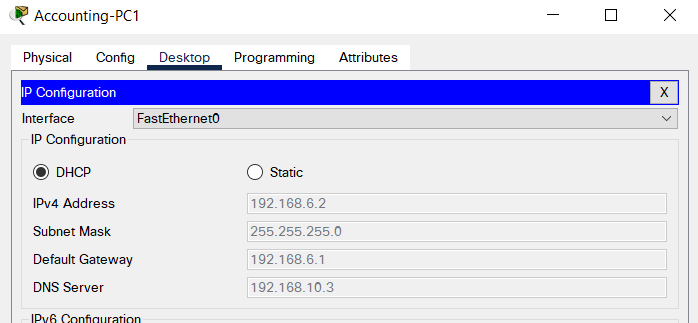 Accounting-PC1
Physical Config Desktop Programming Attributes
IP Configuration X
Interface FastEthernet0
IP Configuration
DHCP Static
IPv4 Address 192.168.6.2
Subnet Mask 255.255.255.0
Default Gateway 192.168.6.1
DNS Server 192.168.10.3
IPv6 Configuration